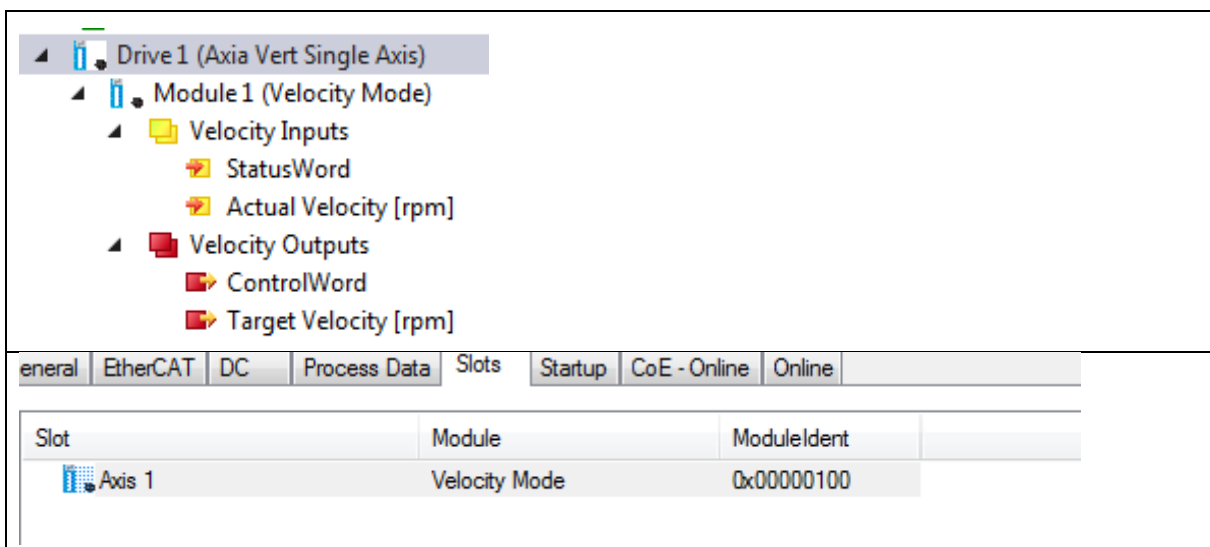 Drive 1 (Axia Vert Single Axis)
Module 1 (Velocity Mode)
Velocity Inputs
StatusWord
Actual Velocity [rpm]
Velocity Outputs
ControlWord
Target Velocity [rpm]
eneral EtherCAT DC Process Data Slots Startup CoE - Online Online
Slot Module ModuleIdent
Axis 1 Velocity Mode 0x00000100